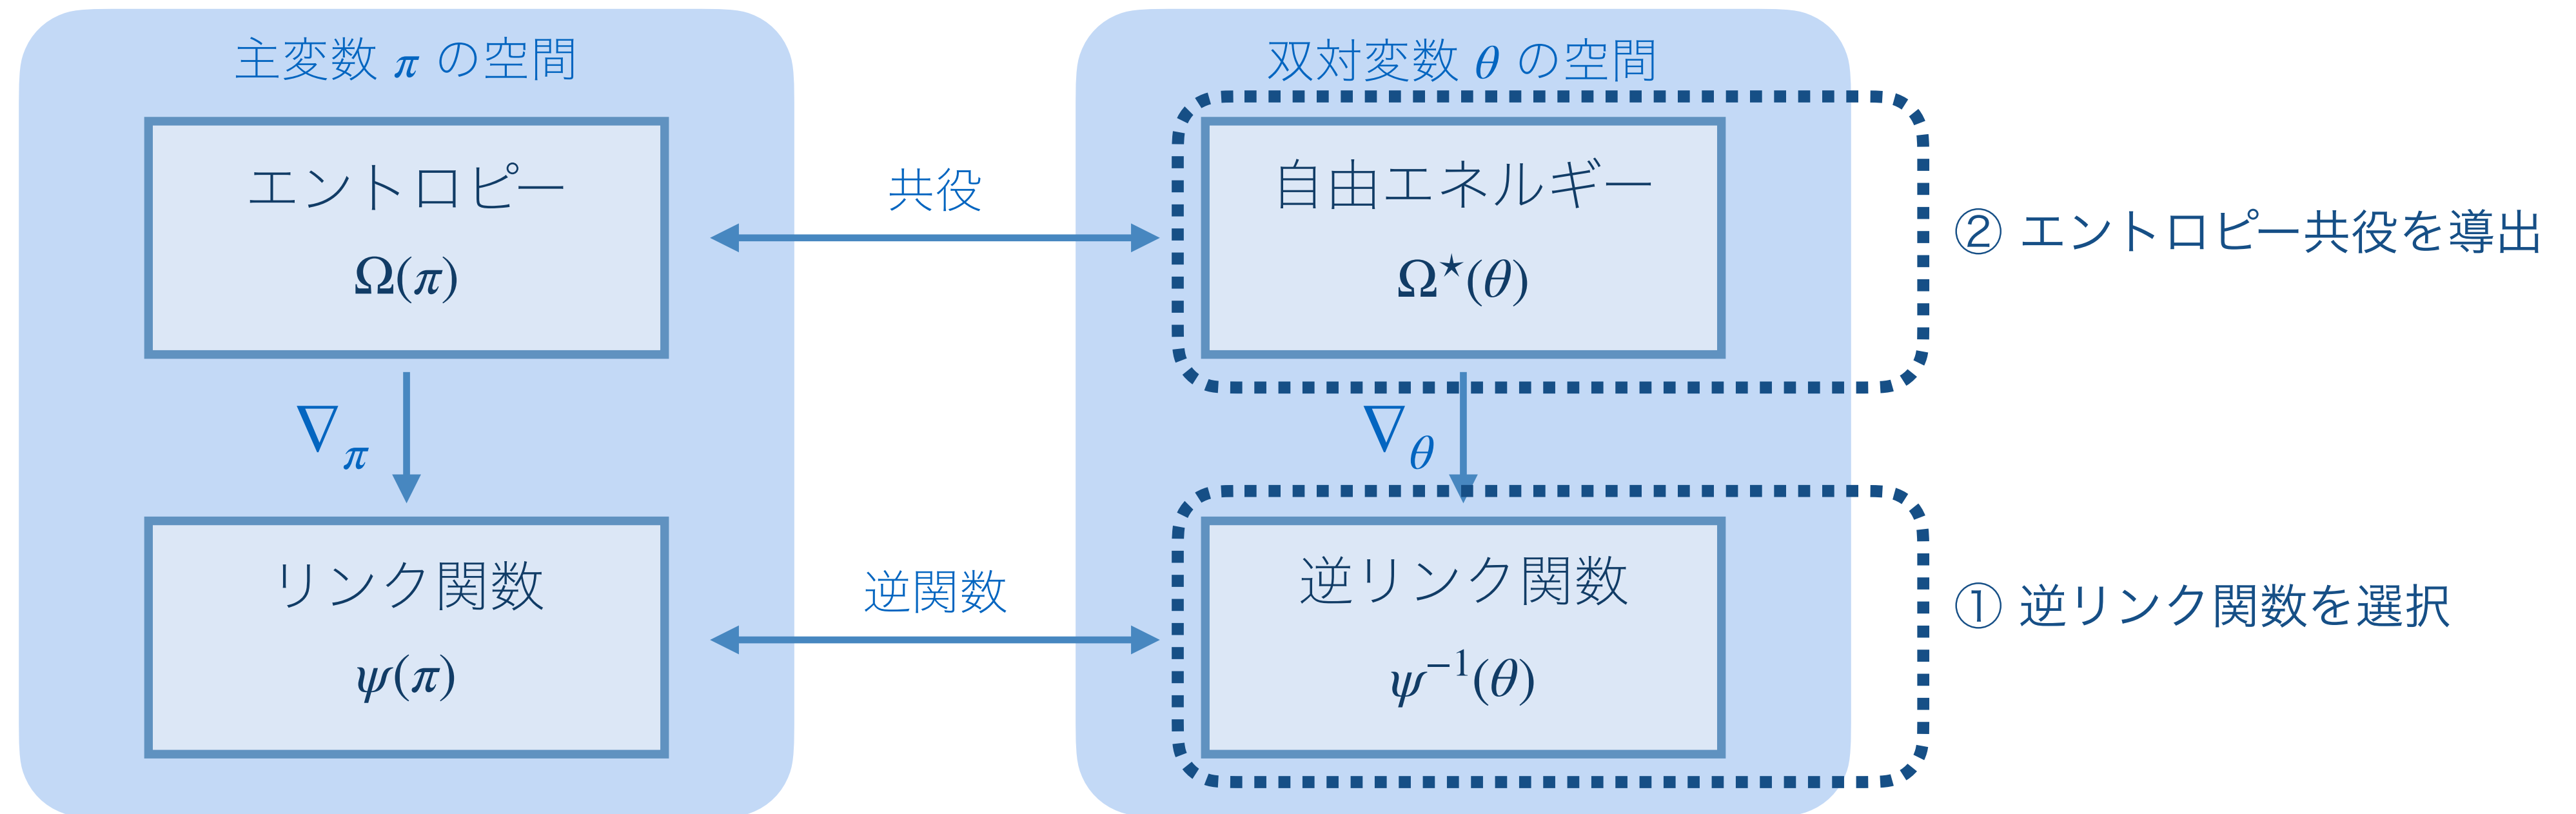 主変数 π の空間
エントロピー
Ω(π)
∇π
リンク関数
ψ(π)
共役
逆関数
双対変数 θ の空間
自由エネルギー
Ω⋆(θ)
∇θ
逆リンク関数
ψ−1(θ)
② エントロピー共役を導出
① 逆リンク関数を選択